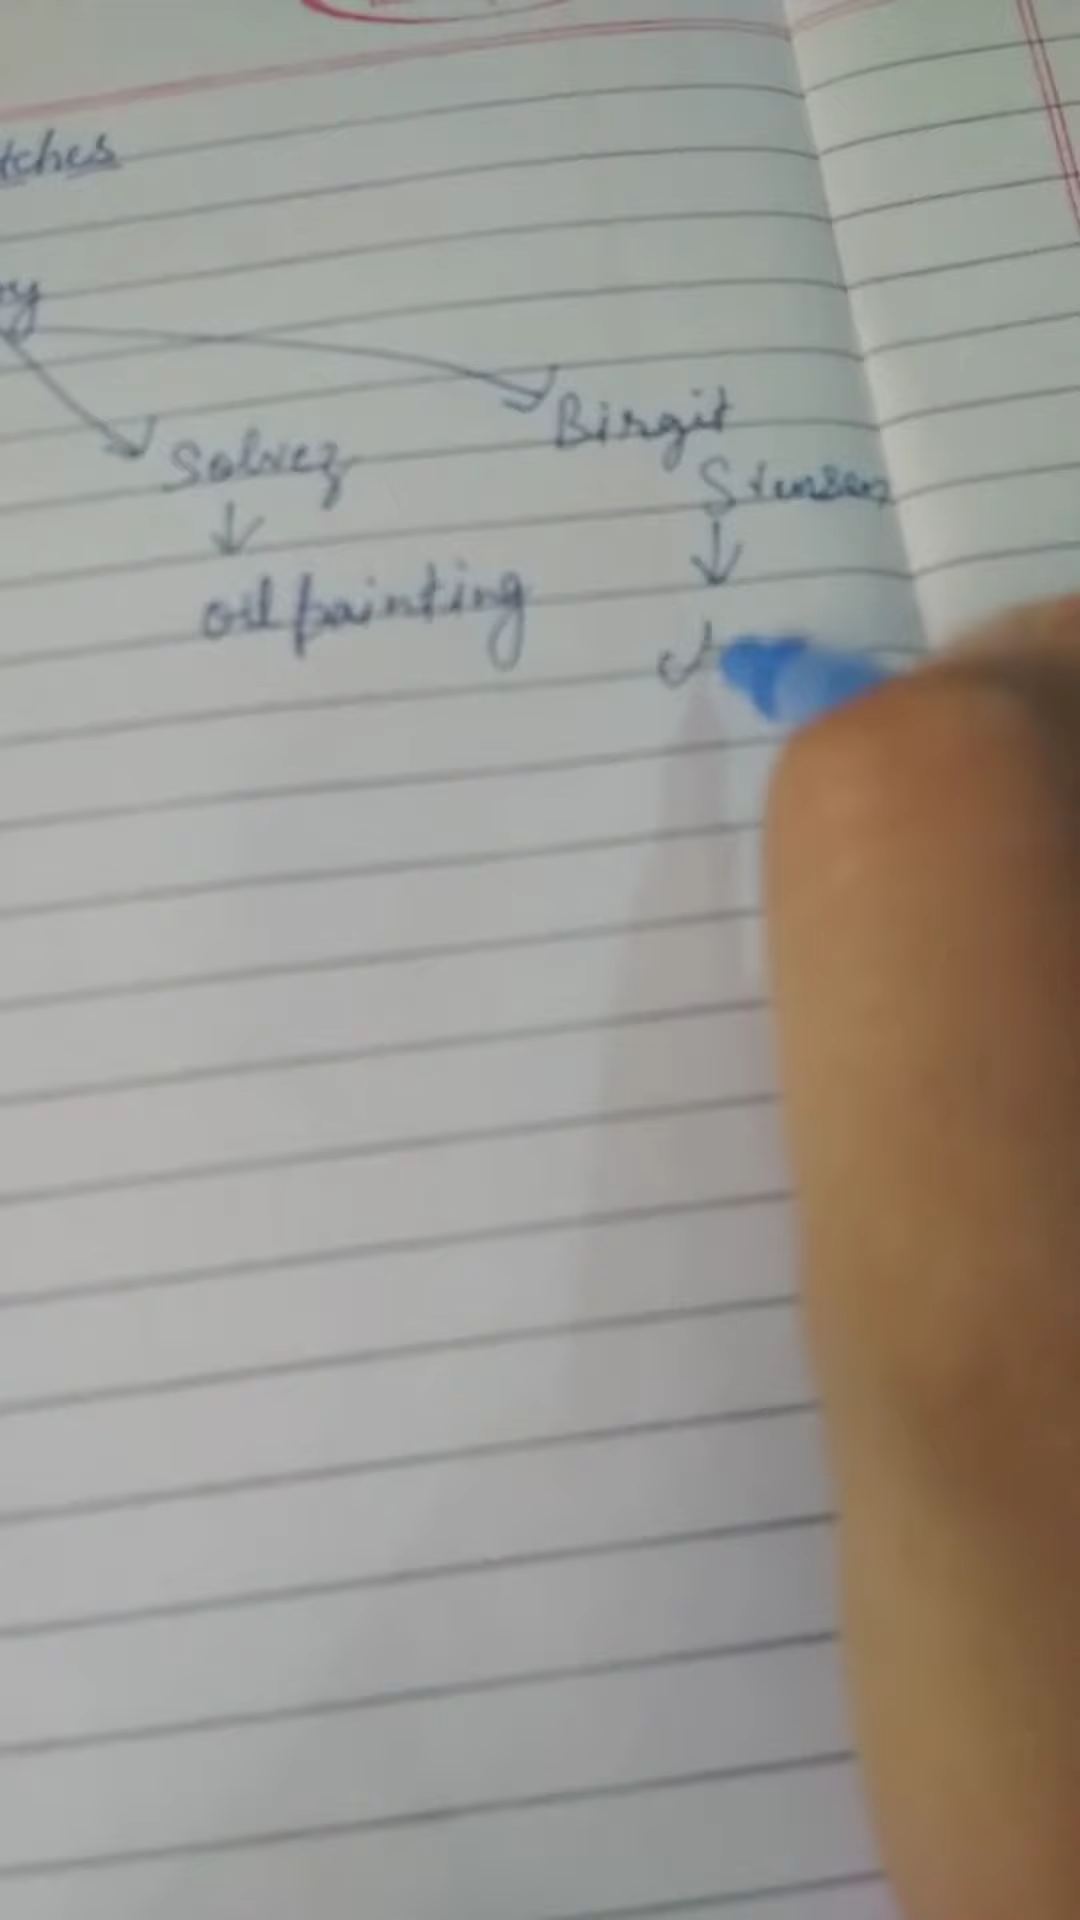 tches
Birgit
Solvez
Stensen
oil painting